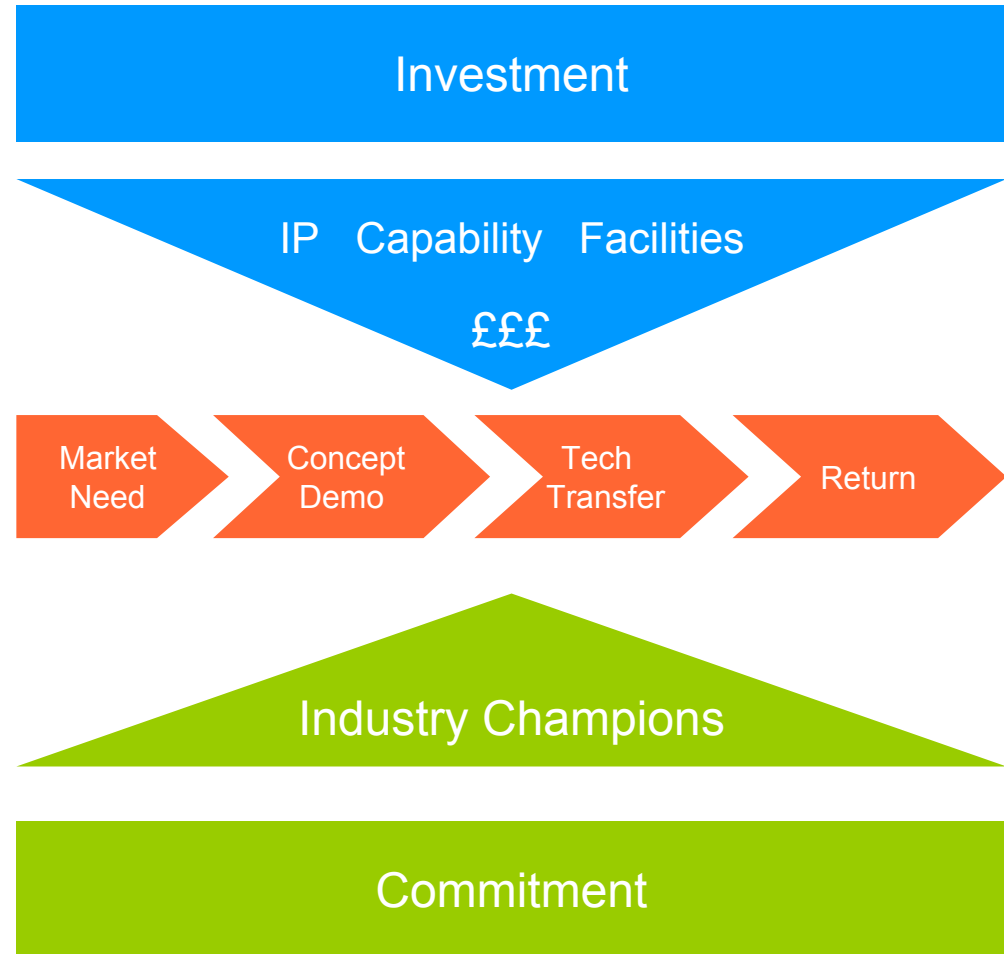 Investment
IP Capability Facilities
£££
Market
Need
Concept
Demo
Tech
Transfer
Return
Industry Champions
Commitment